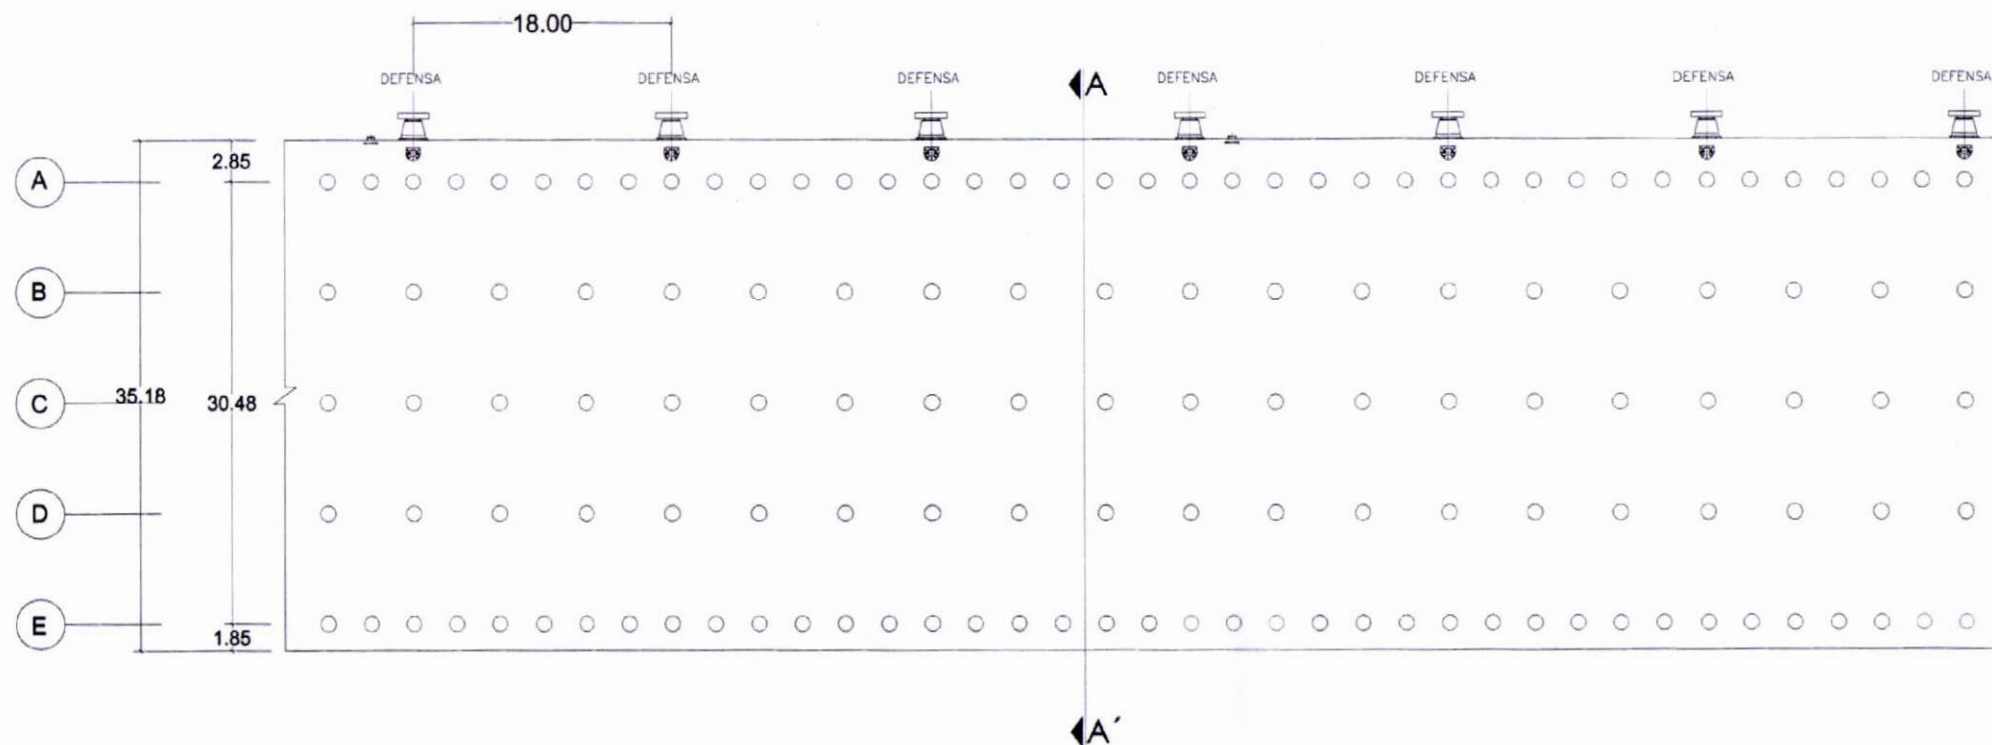 18.00
DEFENSA DEFENSA DEFENSA A DEFENSA DEFENSA DEFENSA DEFENSA
2.85
A
B
C 35.18 30.48
D
E
1.85
A´